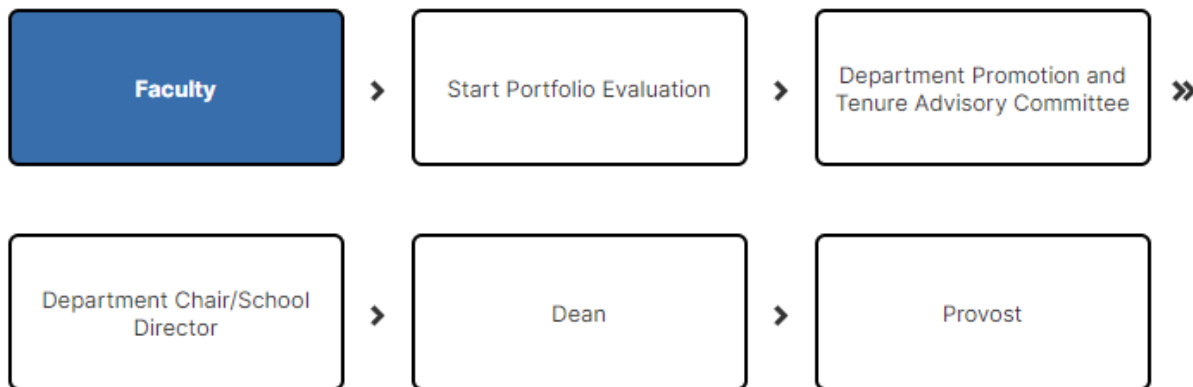 Faculty
Start Portfolio Evaluation
Department Promotion and
Tenure Advisory Committee
Department Chair/School
Director
Dean
Provost